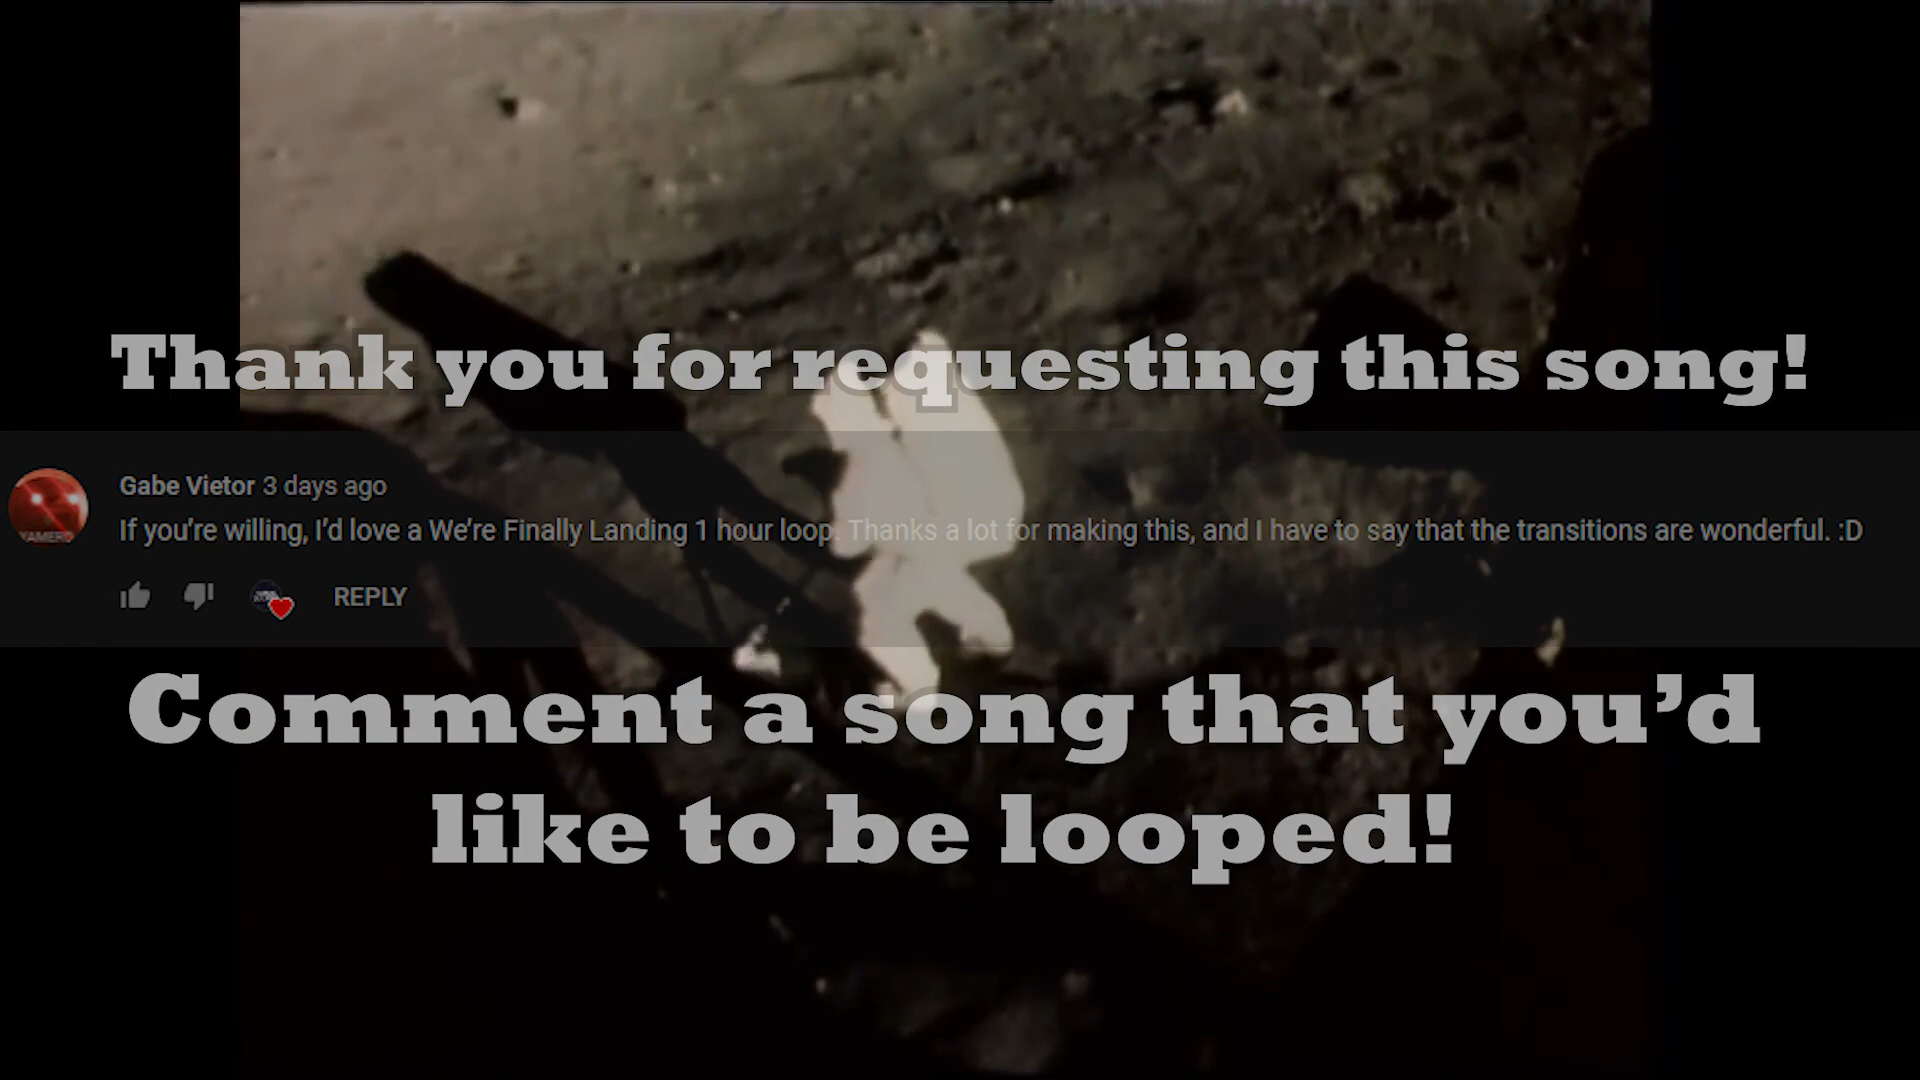 Thank you for requesting this song!
Gabe Vietor 3 days ago
If you’re willing, I’d love a We’re Finally Landing 1 hour loop. Thanks a lot for making this, and I have to say that the transitions are wonderful. :D
REPLY
Comment a song that you’d
like to be looped!